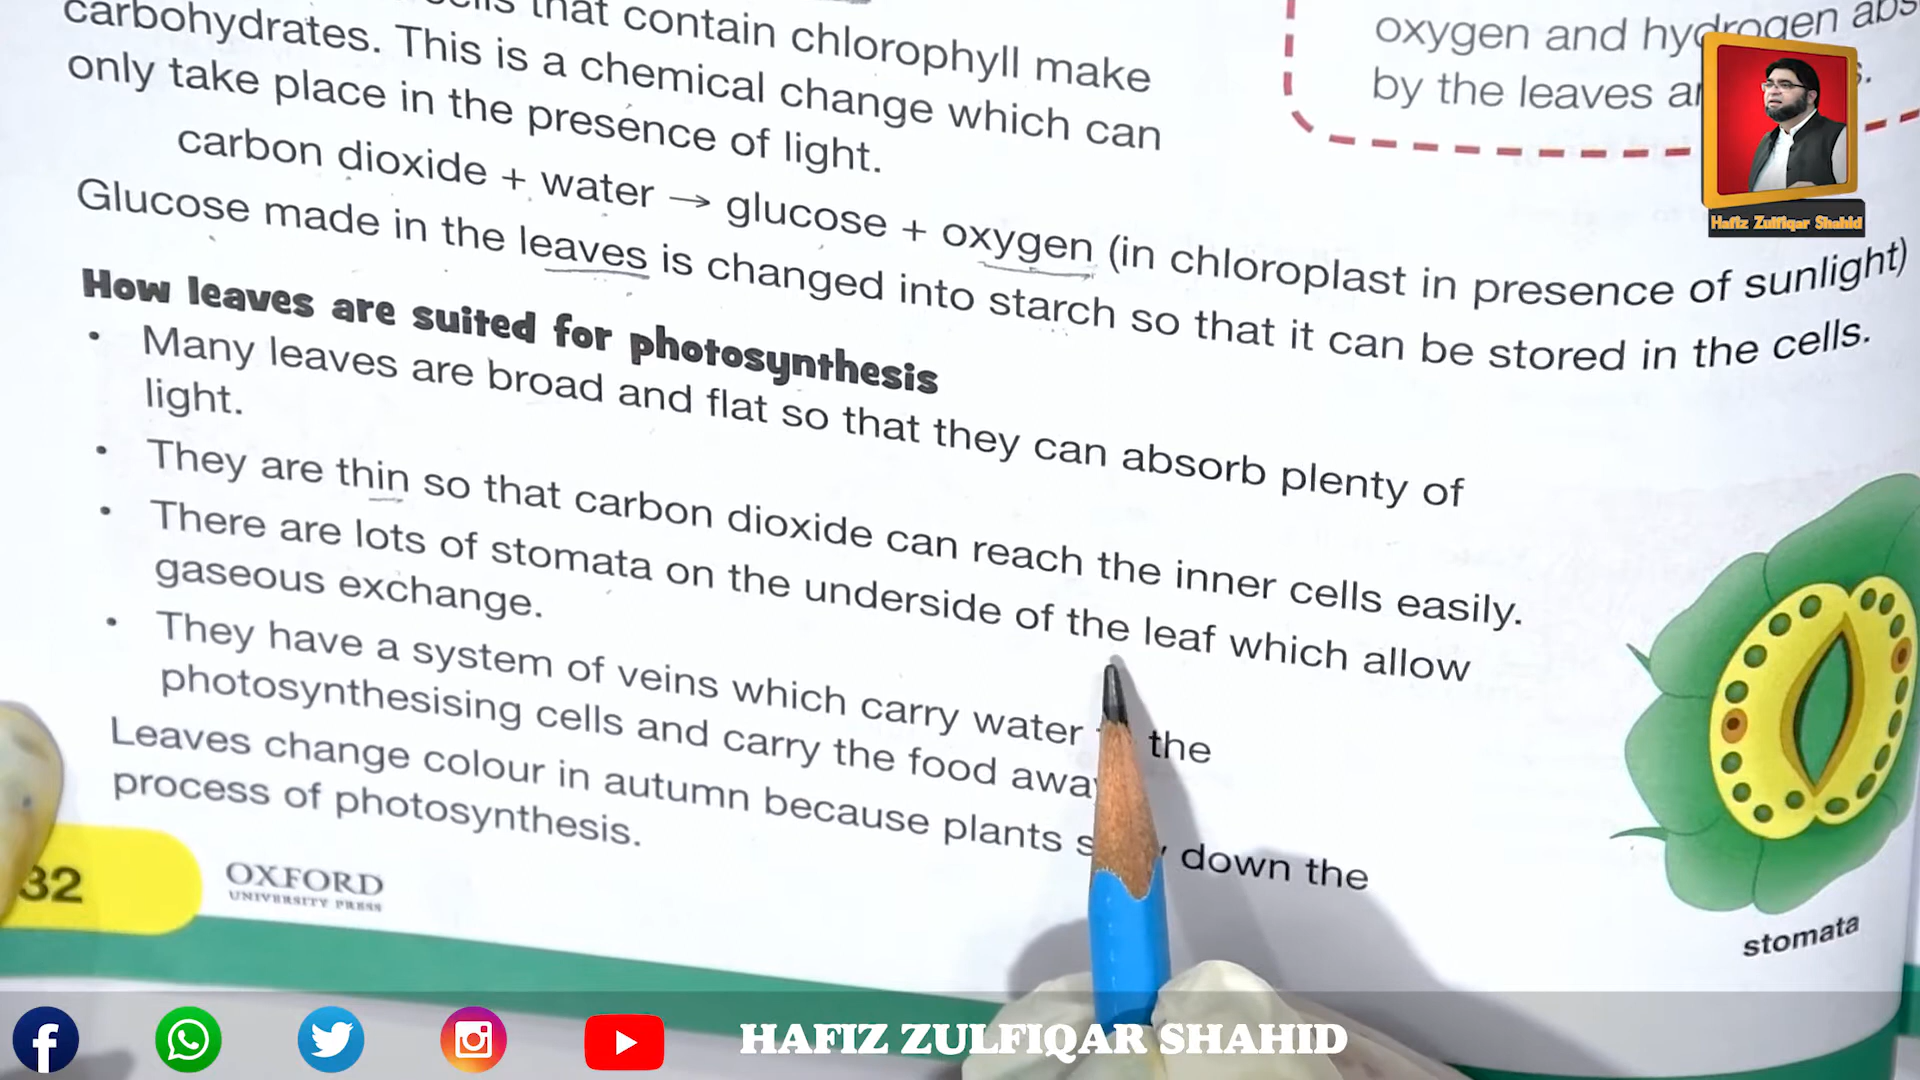 that contain chlorophyll make
carbohydrates. This is a chemical change which can
only take place in the presence of light.
carbon dioxide + water → glucose + oxygen (in chloroplast in presence of sunlight)
Glucose made in the leaves is changed into starch so that it can be stored in the cells.
How leaves are suited for photosynthesis
• Many leaves are broad and flat so that they can absorb plenty of
light.
• They are thin so that carbon dioxide can reach the inner cells easily.
• There are lots of stomata on the underside of the leaf which allow
gaseous exchange.
• They have a system of veins which carry water the
photosynthesising cells and carry the food
Leaves change colour in autumn because plants down the
process of photosynthesis.
32
OXFORD
UNIVERSITY PRESS
oxygen and hydrogen
by the leaves
Hafiz Zulfiqar Shahid
stomata
HAFIZ ZULFIQAR SHAHID